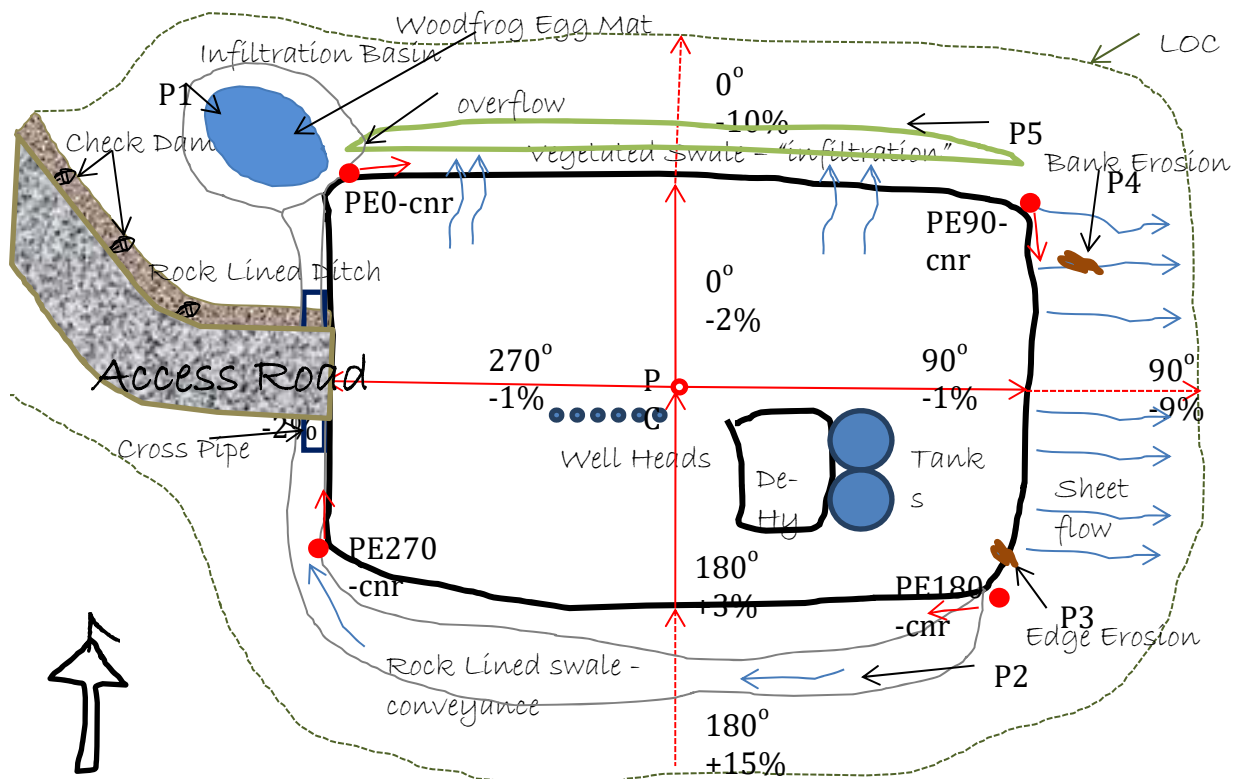 Woodfrog Egg Mat
Infiltration Basin
LOC
P1
overflow
0°
-10%
P5
Check Dam
Vegetated Swale – "infiltration"
Bank Erosion
P4
PE0-cnr
PE90-
cnr
Rock Lined Ditch
0°
-2%
Access Road
270°
-1%
P
C
90°
-1%
90°
-9%
-2%
Cross Pipe
Well Heads
De-
Hy
Tank
s
Sheet
flow
PE270
-cnr
180°
+3%
PE180
-cnr
P3
Edge Erosion
Rock Lined swale -
conveyance
P2
180°
+15%